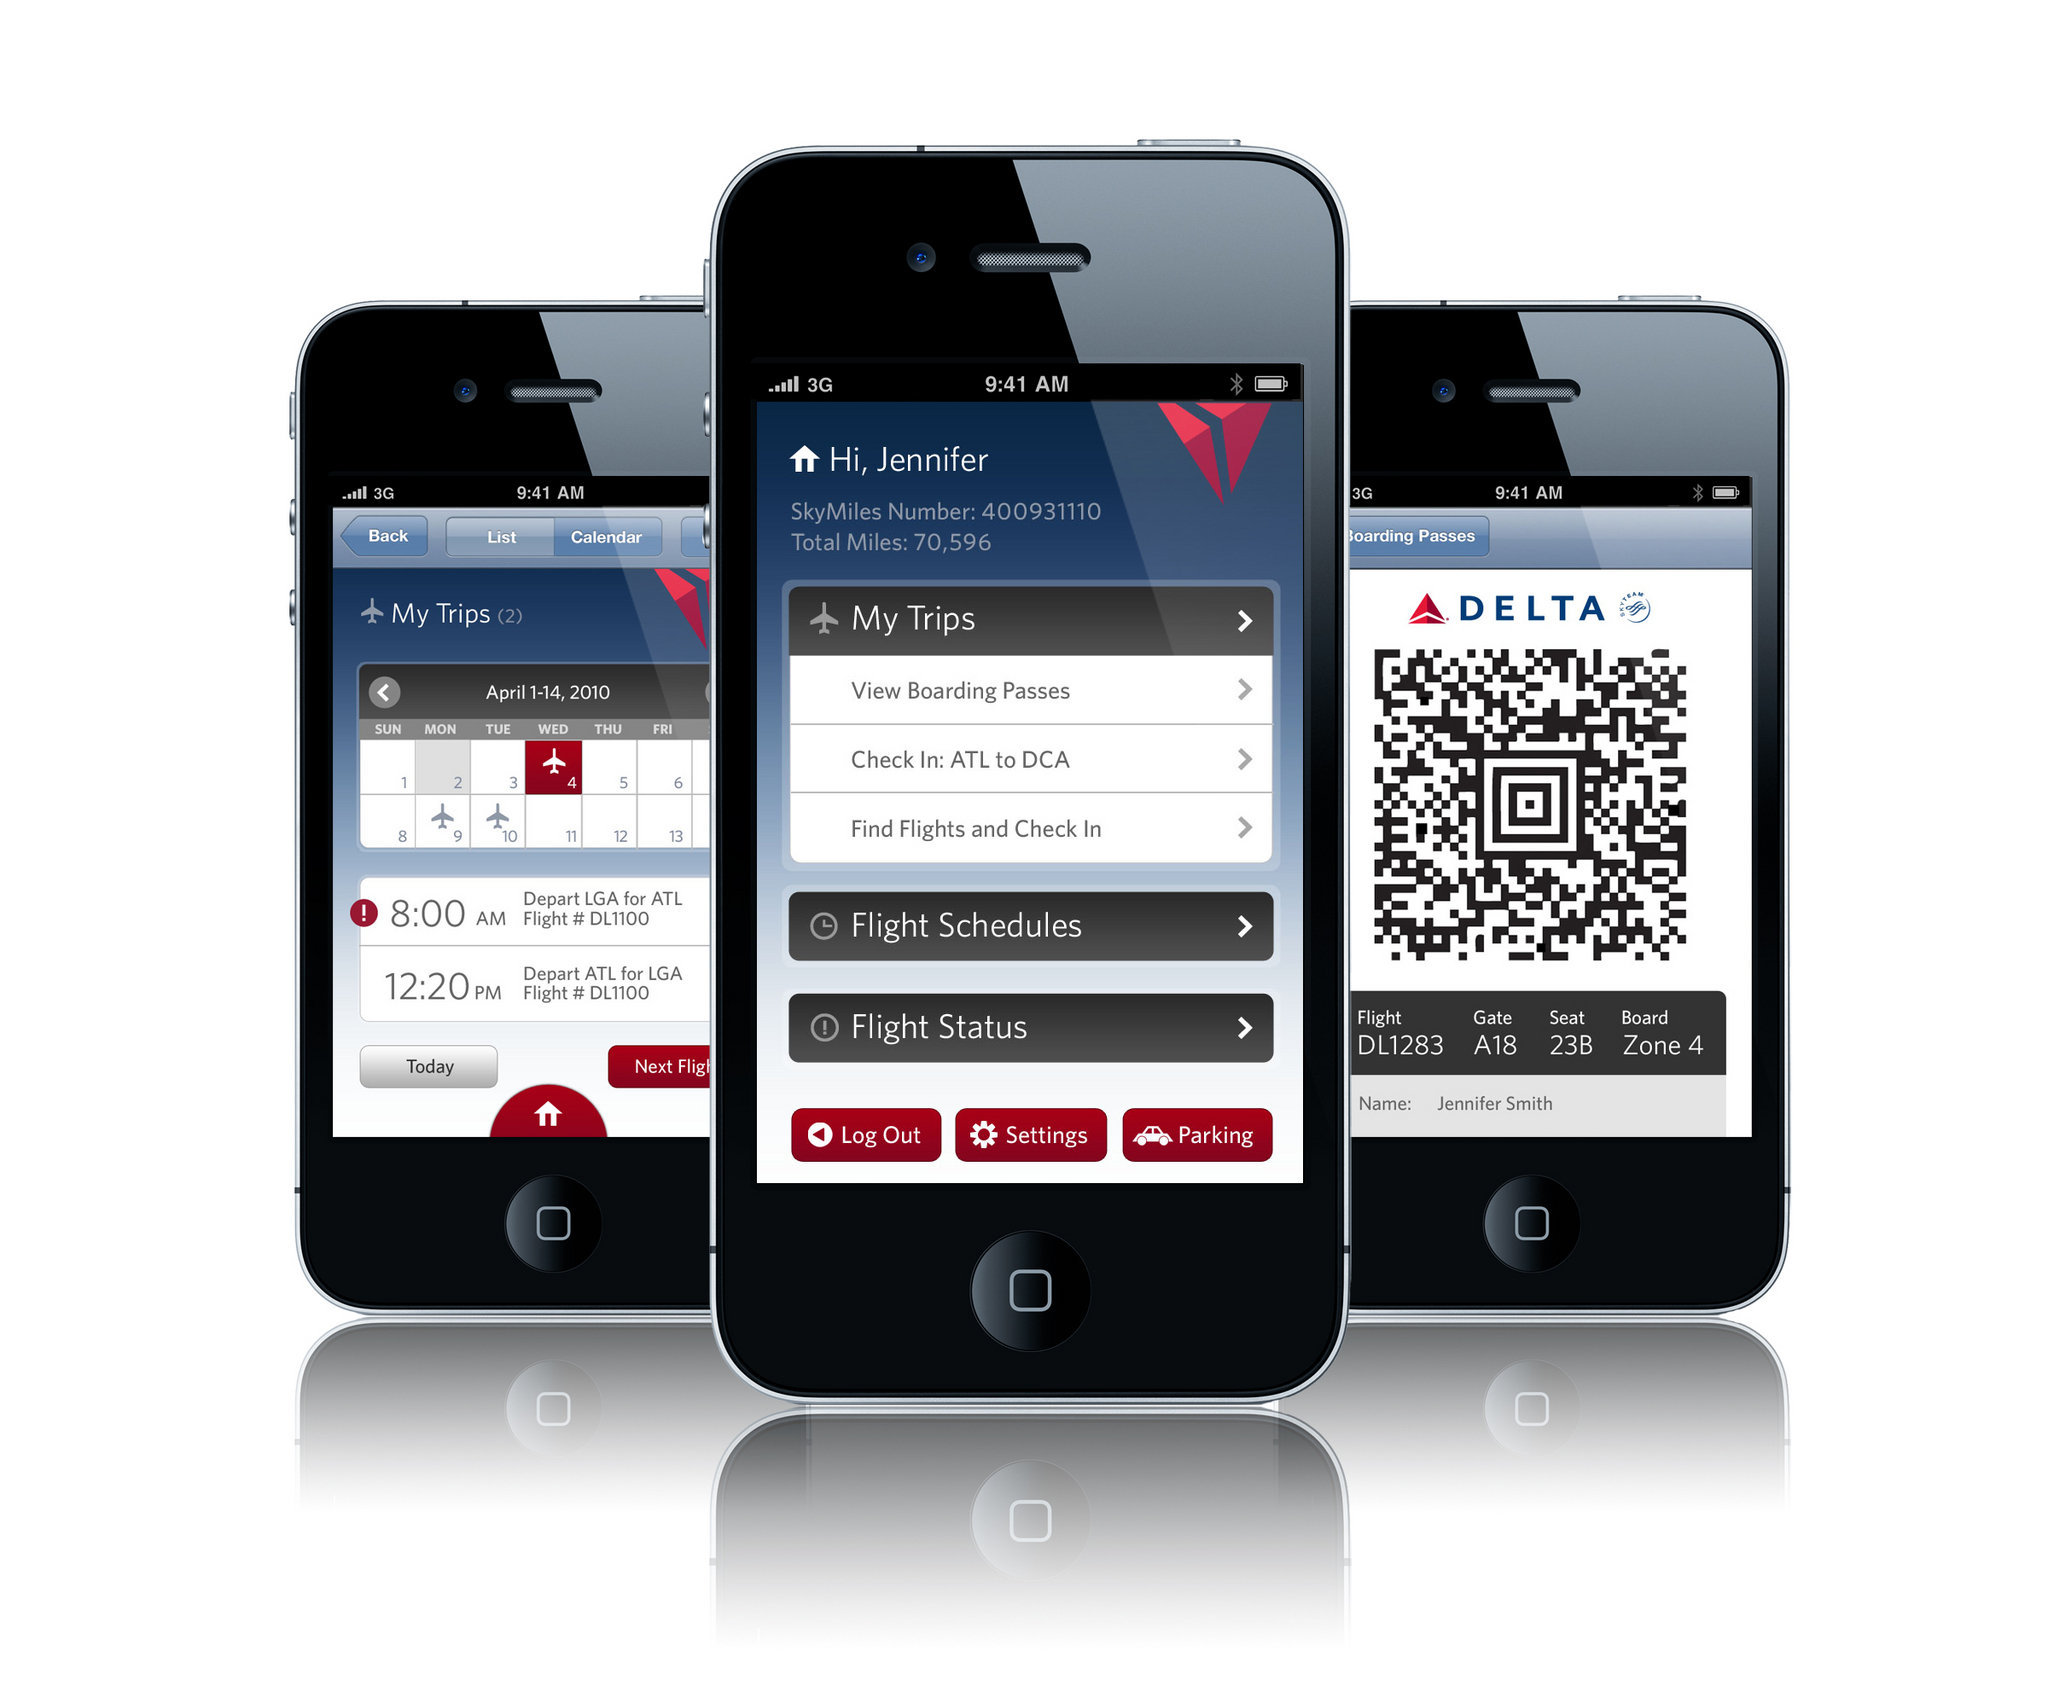 3G 9:41 AM
Back List Calendar
My Trips (2)
April 1-14, 2010
SUN MON TUE WED THU FRI
1 2 3 4 5 6
8 9 10 11 12 13
8:00 AM Depart LGA for ATL
Flight # DL1100
12:20 PM Depart ATL for LGA
Flight # DL1100
Today Next Fligh
3G 9:41 AM
Hi, Jennifer
SkyMiles Number: 400931110
Total Miles: 70,596
My Trips
View Boarding Passes
Check In: ATL to DCA
Find Flights and Check In
Flight Schedules
Flight Status
Log Out Settings Parking
3G 9:41 AM
Boarding Passes
DELTA SKYTEAM
Flight Gate Seat Board
DL1283 A18 23B Zone 4
Name: Jennifer Smith